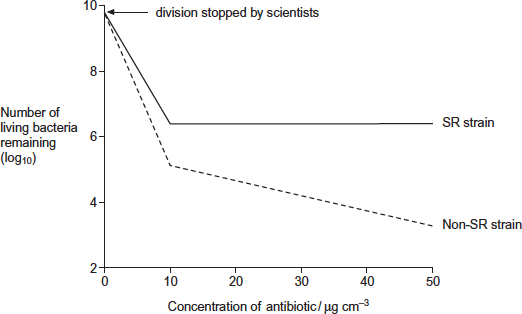 10
division stopped by scientists
8
Number of
living bacteria
remaining
(log10)
6
SR strain
4
Non-SR strain
2
0 10 20 30 40 50
Concentration of antibiotic / µg cm⁻³